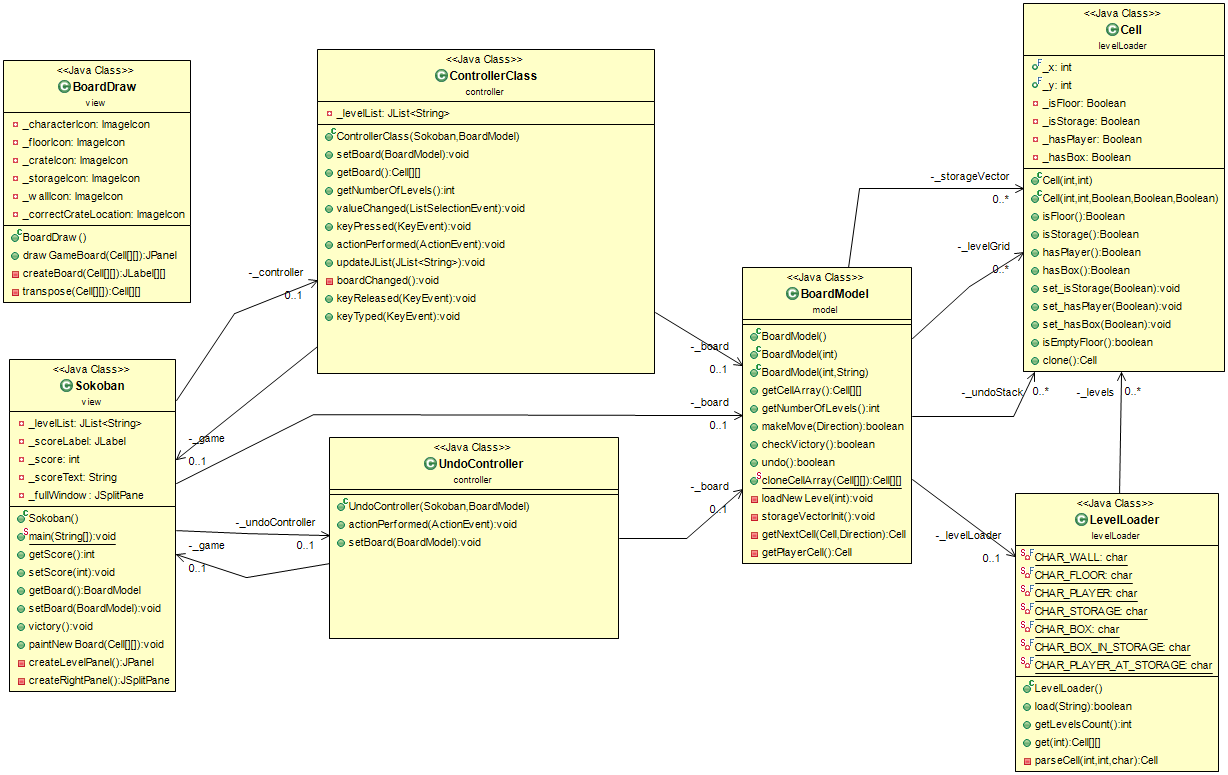 <<Java Class>>
BoardDraw
view
_characterIcon: ImageIcon
_floorIcon: ImageIcon
_crateIcon: ImageIcon
_storageIcon: ImageIcon
_wallIcon: ImageIcon
_correctCrateLocation: ImageIcon
BoardDraw()
drawGameBoard(Cell[][]):JPanel
createBoard(Cell[][]):JLabel[][]
transpose(Cell[][]):Cell[][]
<<Java Class>>
ControllerClass
controller
_levelList: JList<String>
ControllerClass(Sokoban,BoardModel)
setBoard(BoardModel):void
getBoard():Cell[][]
getNumberOfLevels():int
valueChanged(ListSelectionEvent):void
keyPressed(KeyEvent):void
actionPerformed(ActionEvent):void
updateJList(JList<String>):void
boardChanged():void
keyReleased(KeyEvent):void
keyTyped(KeyEvent):void
<<Java Class>>
Cell
levelLoader
_x: int
_y: int
_isFloor: Boolean
_isStorage: Boolean
_hasPlayer: Boolean
_hasBox: Boolean
Cell(int,int)
Cell(int,int,Boolean,Boolean,Boolean)
isFloor():Boolean
isStorage():Boolean
hasPlayer():Boolean
hasBox():Boolean
set_isStorage(Boolean):void
set_hasPlayer(Boolean):void
set_hasBox(Boolean):void
isEmptyFloor():boolean
clone():Cell
<<Java Class>>
Sokoban
view
_levelList: JList<String>
_scoreLabel: JLabel
_score: int
_scoreText: String
_fullWindow: JSplitPane
Sokoban()
main(String[]):void
getScore():int
setScore(int):void
getBoard():BoardModel
setBoard(BoardModel):void
victory():void
paintNewBoard(Cell[][]):void
createLevelPanel():JPanel
createRightPanel():JSplitPane
<<Java Class>>
UndoController
controller
UndoController(Sokoban,BoardModel)
actionPerformed(ActionEvent):void
setBoard(BoardModel):void
<<Java Class>>
BoardModel
model
BoardModel()
BoardModel(int)
BoardModel(int,String)
getCellArray():Cell[][]
getNumberOfLevels():int
makeMove(Direction):boolean
checkVictory():boolean
undo():boolean
cloneCellArray(Cell[][]):Cell[][]
loadNewLevel(int):void
storageVectorInit():void
getNextCell(Cell,Direction):Cell
getPlayerCell():Cell
<<Java Class>>
LevelLoader
levelLoader
CHAR_WALL: char
CHAR_FLOOR: char
CHAR_PLAYER: char
CHAR_STORAGE: char
CHAR_BOX: char
CHAR_BOX_IN_STORAGE: char
CHAR_PLAYER_AT_STORAGE: char
LevelLoader()
load(String):boolean
getLevelsCount():int
get(int):Cell[][]
parseCell(int,int,char):Cell
-_controller
0..1
-_game
0..1
-_board
0..1
-_board
0..1
-_undoController
0..1
-_game
0..1
-_board
0..1
-_storageVector
0..*
-_levelGrid
0..*
-_undoStack
0..*
-_levels
0..*
-_levelLoader
0..1